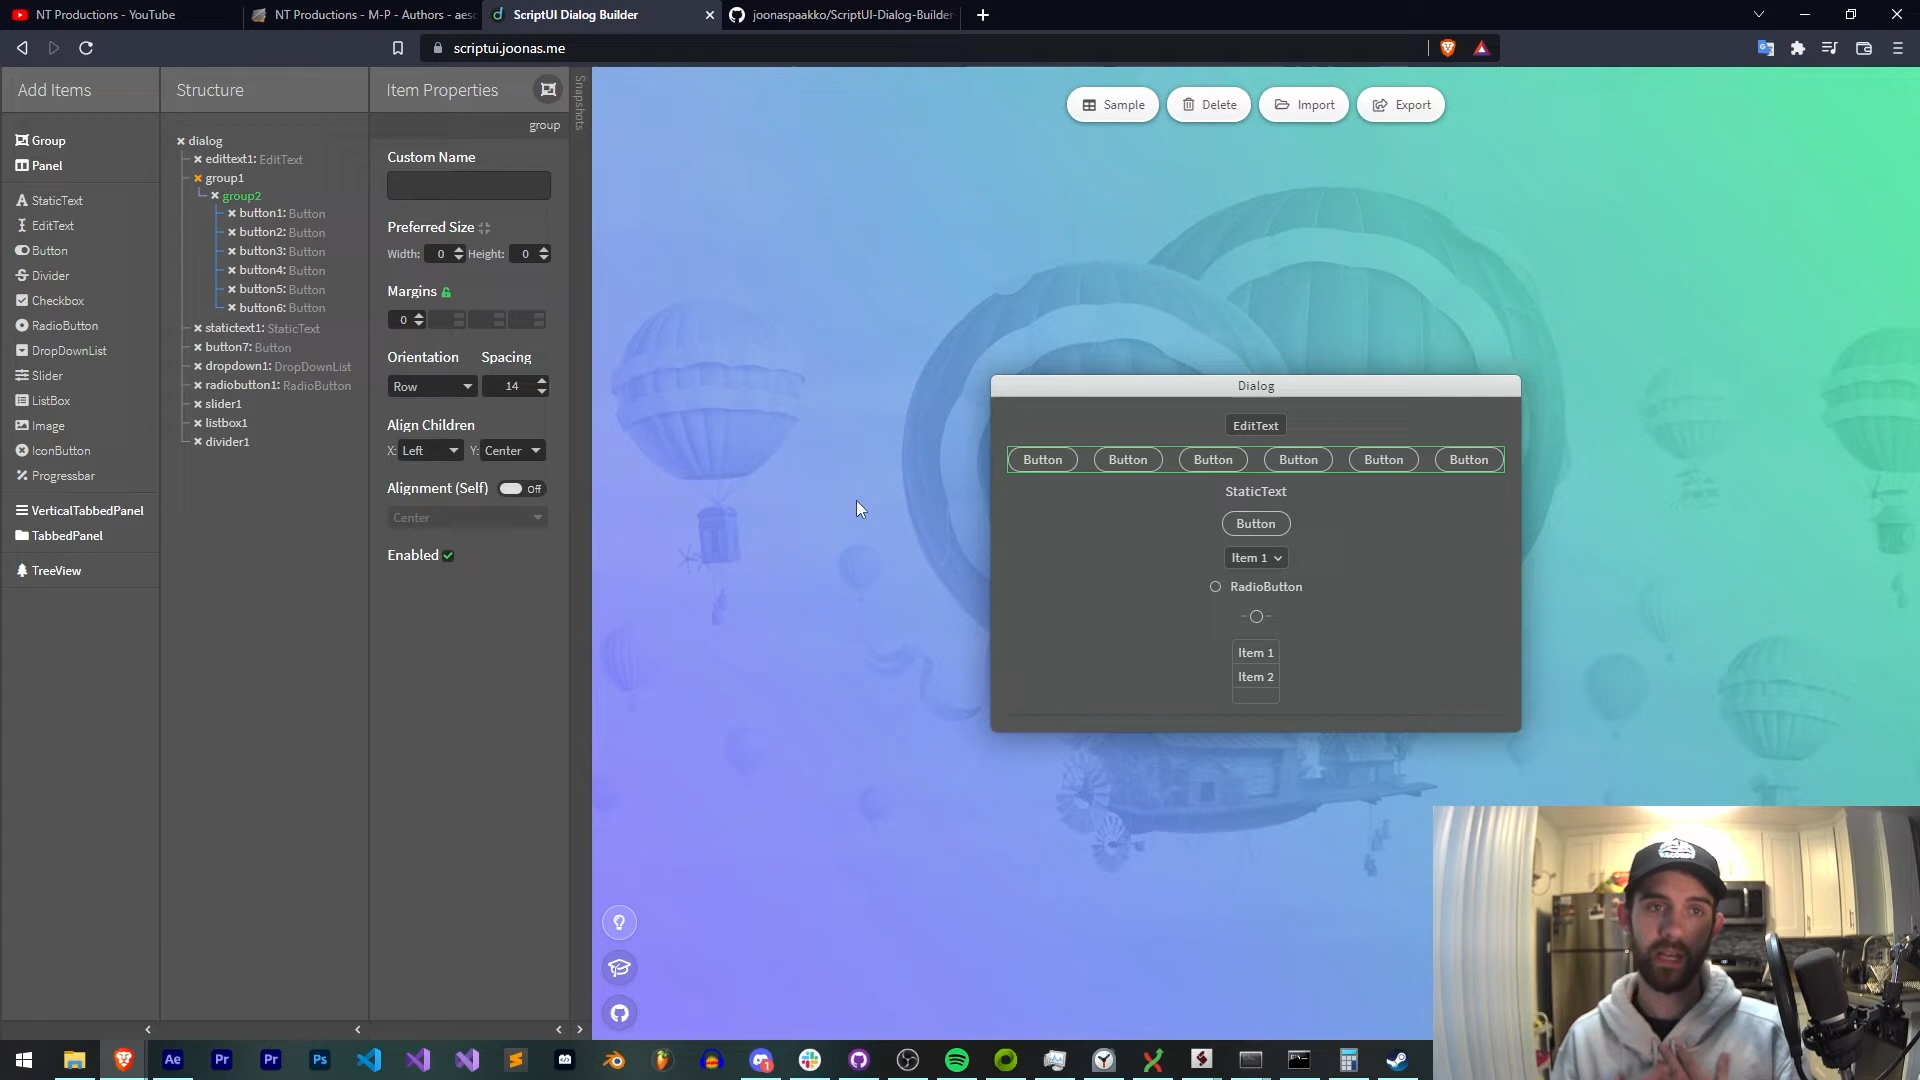 NT Productions - YouTube
NT Productions - M-P - Authors - aesc
ScriptUI Dialog Builder
joonaspaakko/ScriptUI-Dialog-Builder
scriptui.joonas.me
Add Items
Group
Panel
StaticText
EditText
Button
Divider
Checkbox
RadioButton
DropDownList
Slider
ListBox
Image
IconButton
Progressbar
VerticalTabbedPanel
TabbedPanel
TreeView
Structure
dialog
edittext1: EditText
group1
group2
button1: Button
button2: Button
button3: Button
button4: Button
button5: Button
button6: Button
statictext1: StaticText
button7: Button
dropdown1: DropDownList
radiobutton1: RadioButton
slider1
listbox1
divider1
Item Properties
group
Custom Name
Preferred Size
Width: 0 Height: 0
Margins
0
Orientation Spacing
Row 14
Align Children
X: Left Y: Center
Alignment (Self) Off
Center
Enabled
Snapshots
Sample Delete Import Export
Dialog
EditText
Button Button Button Button Button Button
StaticText
Button
Item 1
RadioButton
Item 1
Item 2
Ae Pr Pr Ps